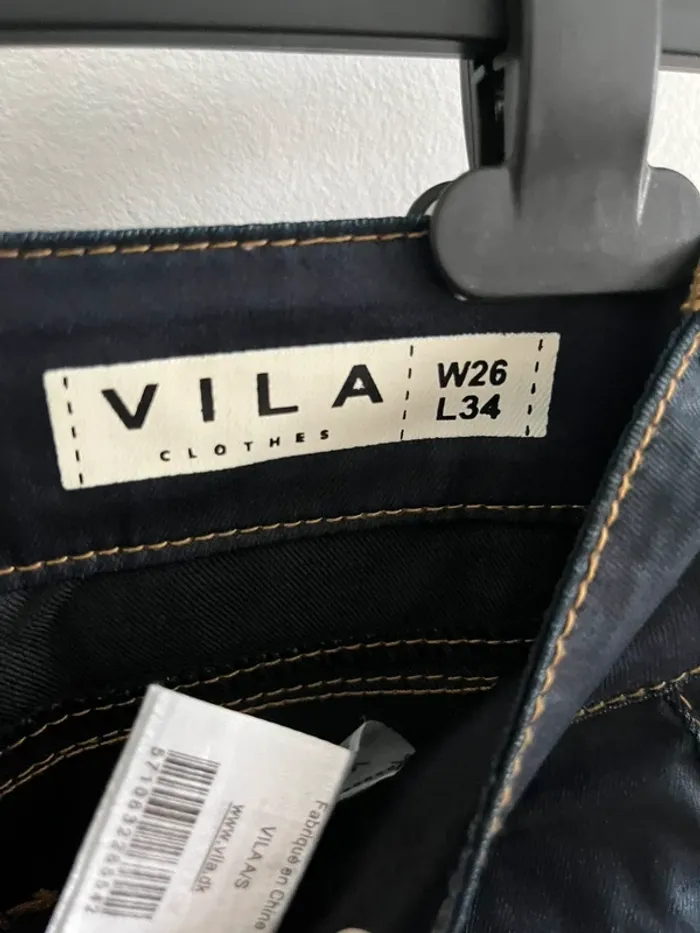 VILA
CLOTHES
W26
L34
Fabriqué en Chine
VILA A/S
www.vila.dk